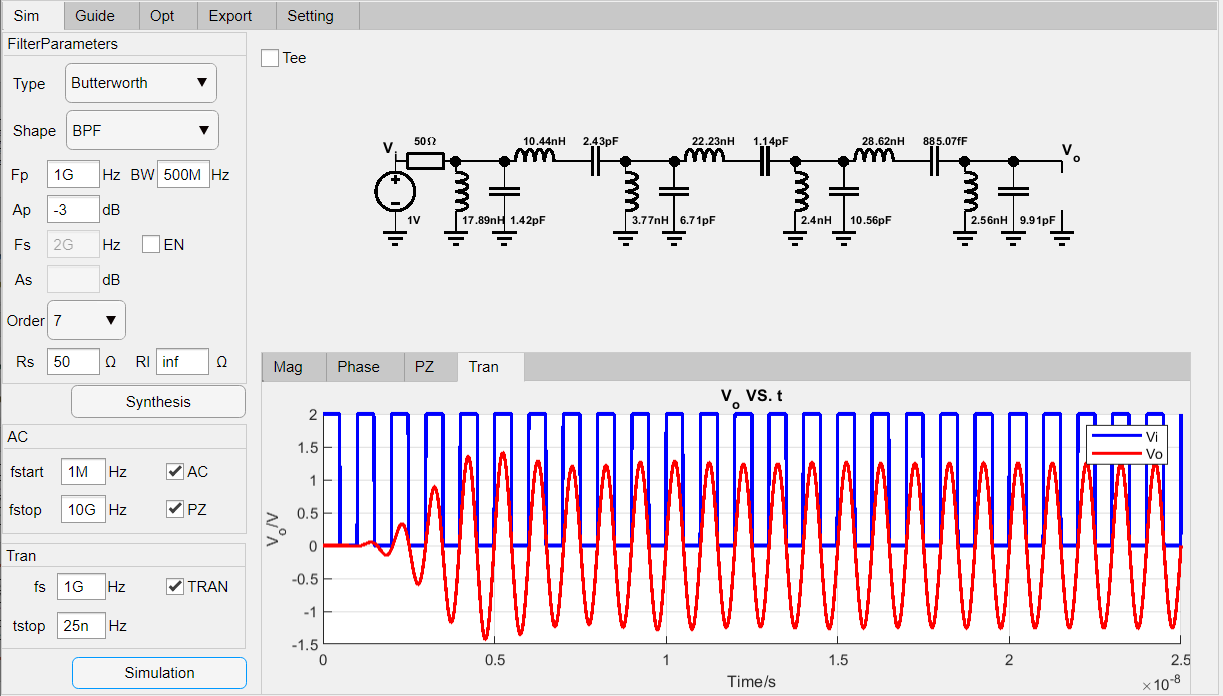 Sim Guide Opt Export Setting
FilterParameters
Type Butterworth
Shape BPF
Fp 1G Hz BW 500M Hz
Ap -3 dB
Fs 2G Hz EN
As dB
Order 7
Rs 50 Ω Rl inf Ω
Synthesis
AC
fstart 1M Hz AC
fstop 10G Hz PZ
Tran
fs 1G Hz TRAN
tstop 25n Hz
Simulation
Tee
Vi 50Ω 10.44nH 2.43pF 22.23nH 1.14pF 28.62nH 885.07fF Vo
1V 17.89nH 1.42pF 3.77nH 6.71pF 2.4nH 10.56pF 2.56nH 9.91pF
Mag Phase PZ Tran
Vo VS. t
Vo/V
2
1.5
1
0.5
0
-0.5
-1
-1.5
Vi
Vo
0 0.5 1 1.5 2 2.5
Time/s
×10-8